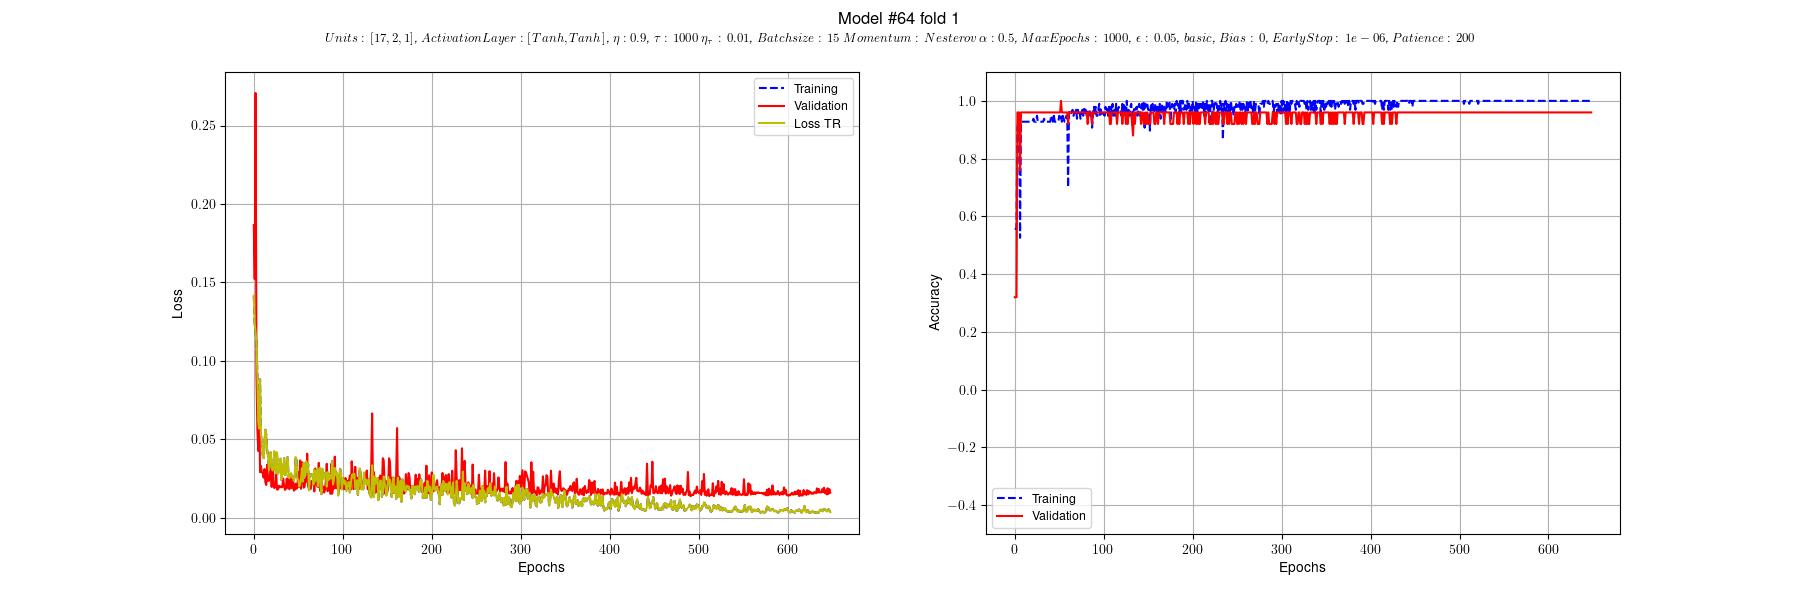 Model #64 fold 1
Units : [17, 2, 1], ActivationLayer : [Tanh, Tanh], η : 0.9, τ : 1000 ητ : 0.01, Batchsize : 15 Momentum : Nesterov α : 0.5, MaxEpochs : 1000, ϵ : 0.05, basic, Bias : 0, EarlyStop : 1e − 06, Patience : 200
Training
Validation
Loss TR
0.25
0.20
0.15
0.10
0.05
0.00
Loss
0 100 200 300 400 500 600
Epochs
1.0
0.8
0.6
0.4
0.2
0.0
−0.2
−0.4
Accuracy
Training
Validation
0 100 200 300 400 500 600
Epochs